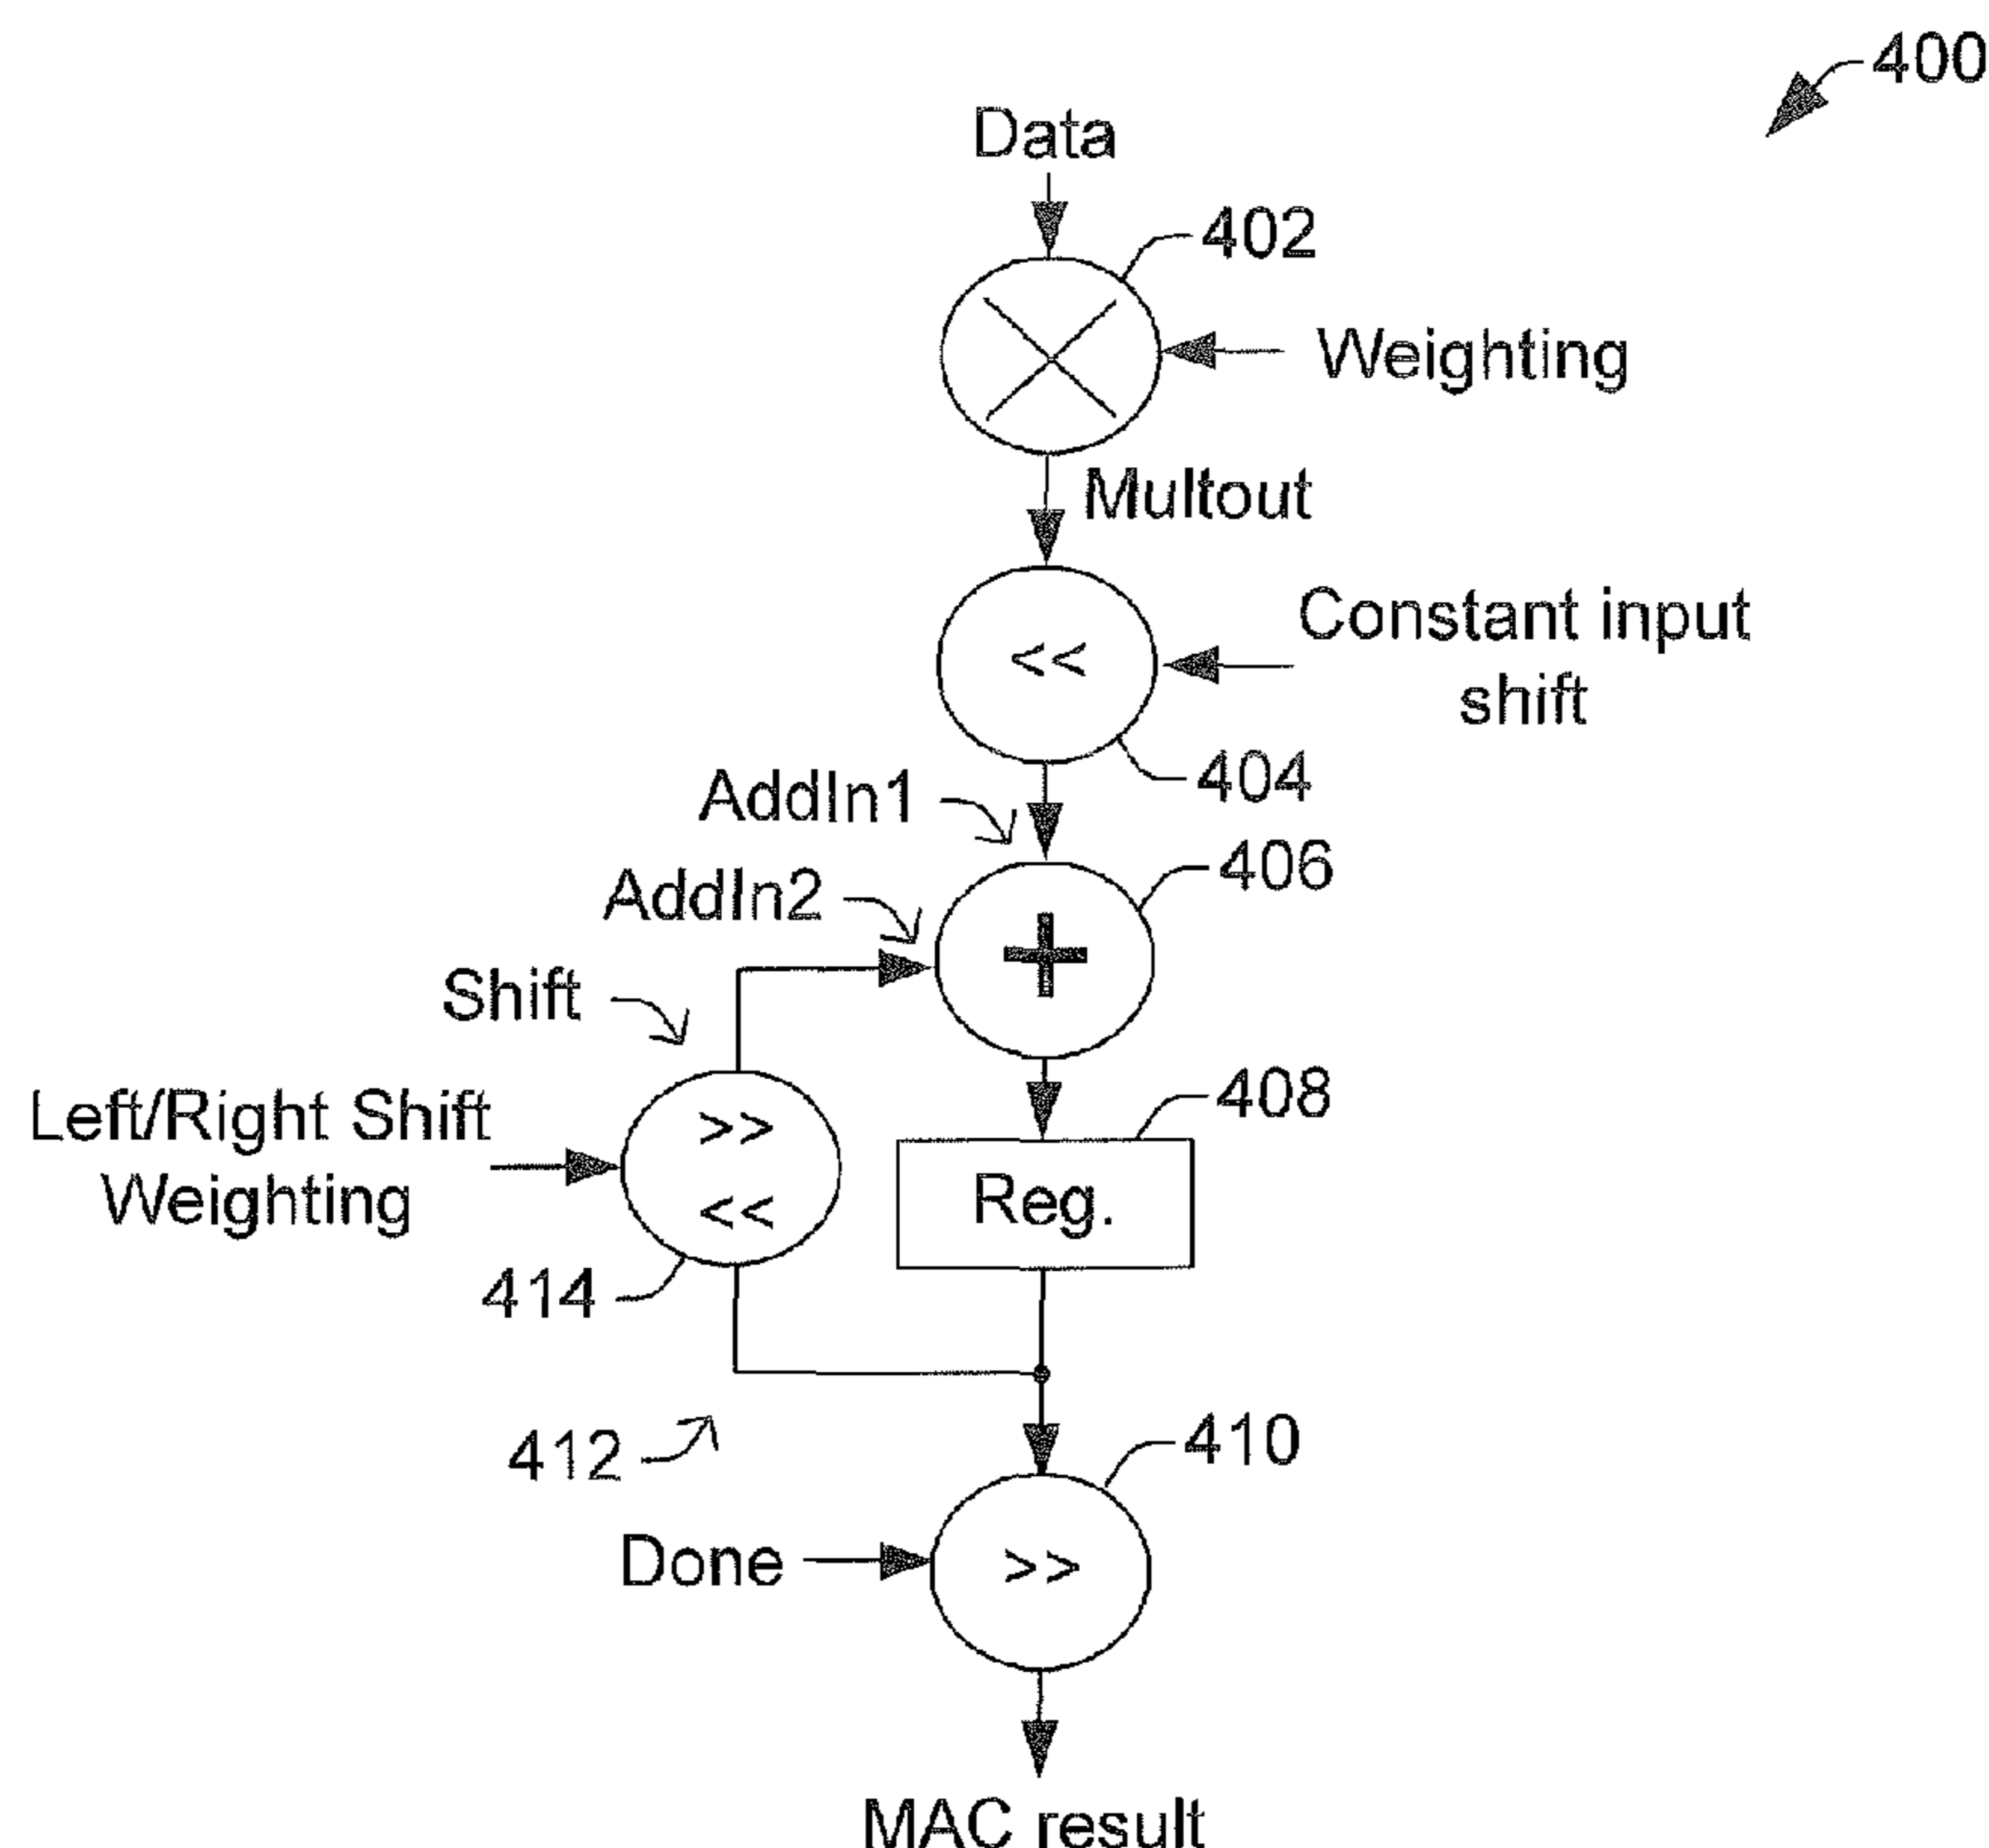 400
Data
402
Weighting
Multout
<<
Constant input
shift
404
AddIn1
406
AddIn2
+
Shift
408
Left/Right Shift
Weighting
>>
<<
Reg.
414
412
410
Done
>>
MAC result